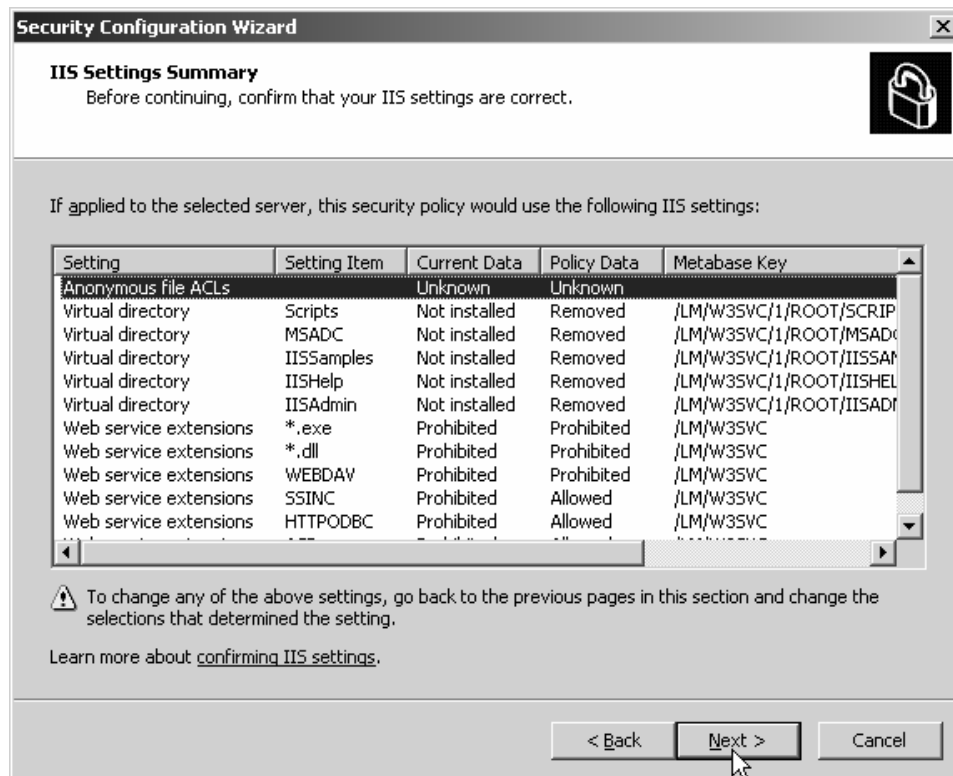 Security Configuration Wizard
IIS Settings Summary
Before continuing, confirm that your IIS settings are correct.
If applied to the selected server, this security policy would use the following IIS settings:
Setting Setting Item Current Data Policy Data Metabase Key
Anonymous file ACLs Unknown Unknown
Virtual directory Scripts Not installed Removed /LM/W3SVC/1/ROOT/SCRIP
Virtual directory MSADC Not installed Removed /LM/W3SVC/1/ROOT/MSADC
Virtual directory IISSamples Not installed Removed /LM/W3SVC/1/ROOT/IISSAM
Virtual directory IISHelp Not installed Removed /LM/W3SVC/1/ROOT/IISHEL
Virtual directory IISAdmin Not installed Removed /LM/W3SVC/1/ROOT/IISADM
Web service extensions *.exe Prohibited Prohibited /LM/W3SVC
Web service extensions *.dll Prohibited Prohibited /LM/W3SVC
Web service extensions WEBDAV Prohibited Prohibited /LM/W3SVC
Web service extensions SSINC Prohibited Allowed /LM/W3SVC
Web service extensions HTTPODBC Prohibited Allowed /LM/W3SVC
To change any of the above settings, go back to the previous pages in this section and change the
selections that determined the setting.
Learn more about confirming IIS settings.
< Back Next > Cancel